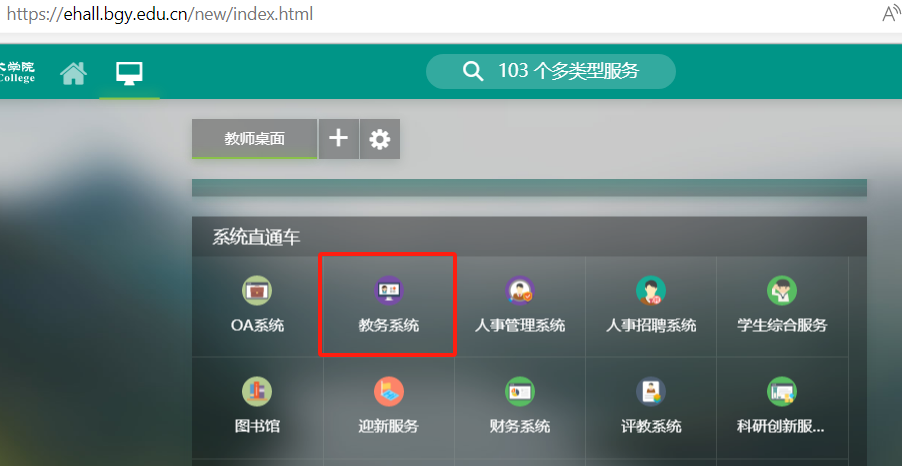 https://ehall.bgy.edu.cn/new/index.html
术学院
College
103 个多类型服务
教师桌面
系统直通车
OA系统
教务系统
人事管理系统
人事招聘系统
学生综合服务
图书馆
迎新服务
财务系统
评教系统
科研创新服...